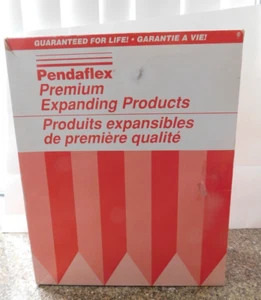 GUARANTEED FOR LIFE! • GARANTIE A VIE!
Pendaflex®
Premium
Expanding Products
Produits expansibles
de première qualité